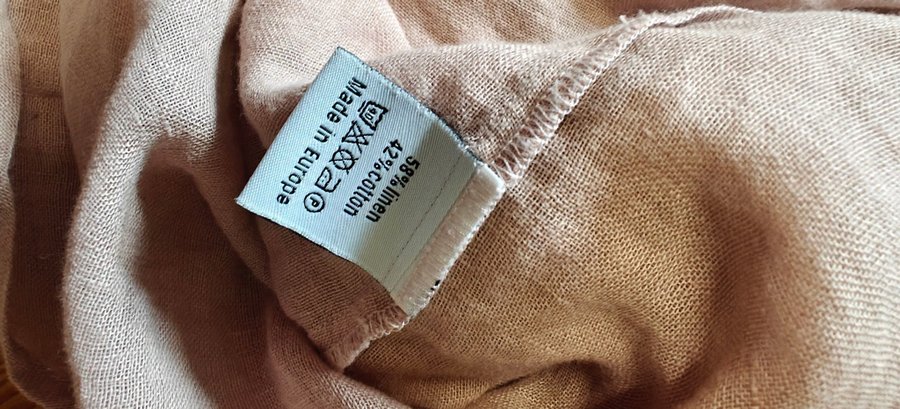 58% linen
42% cotton
P
Made in Europe